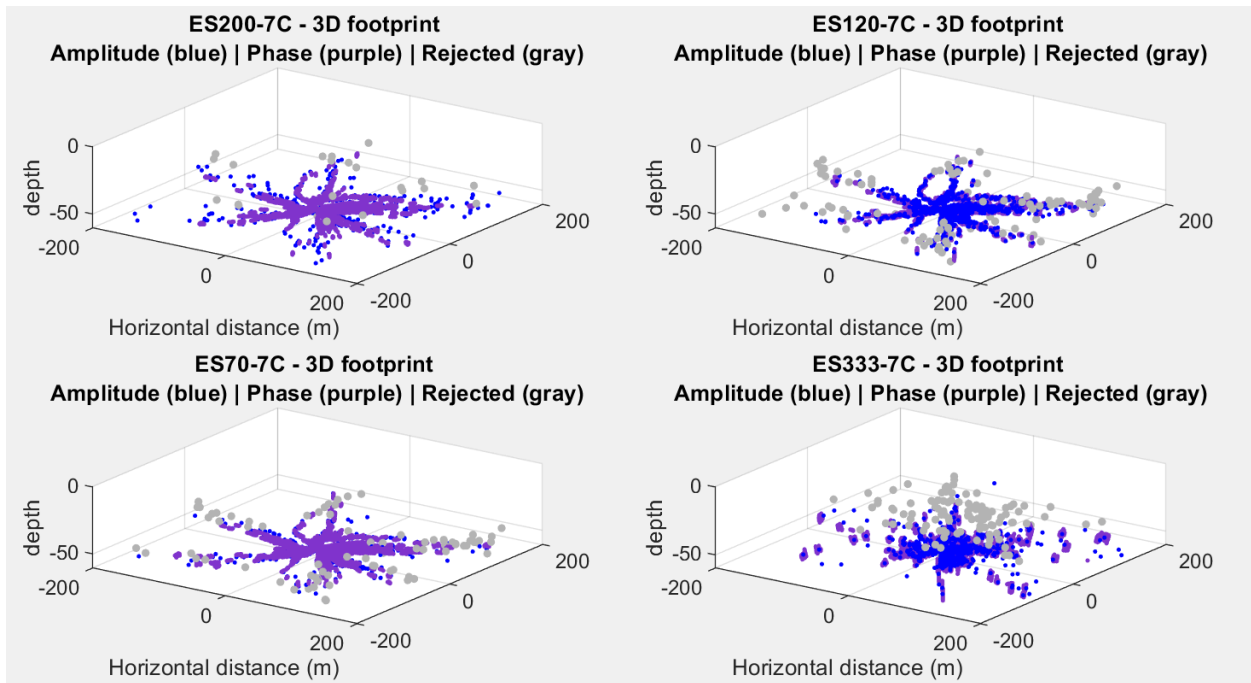 ES200-7C - 3D footprint
Amplitude (blue) | Phase (purple) | Rejected (gray)
0
-50
depth
-200
0
200
-200
0
200
Horizontal distance (m)
ES120-7C - 3D footprint
Amplitude (blue) | Phase (purple) | Rejected (gray)
0
-50
depth
-200
0
200
-200
0
200
Horizontal distance (m)
ES70-7C - 3D footprint
Amplitude (blue) | Phase (purple) | Rejected (gray)
0
-50
depth
-200
0
200
-200
0
200
Horizontal distance (m)
ES333-7C - 3D footprint
Amplitude (blue) | Phase (purple) | Rejected (gray)
0
-50
depth
-200
0
200
-200
0
200
Horizontal distance (m)